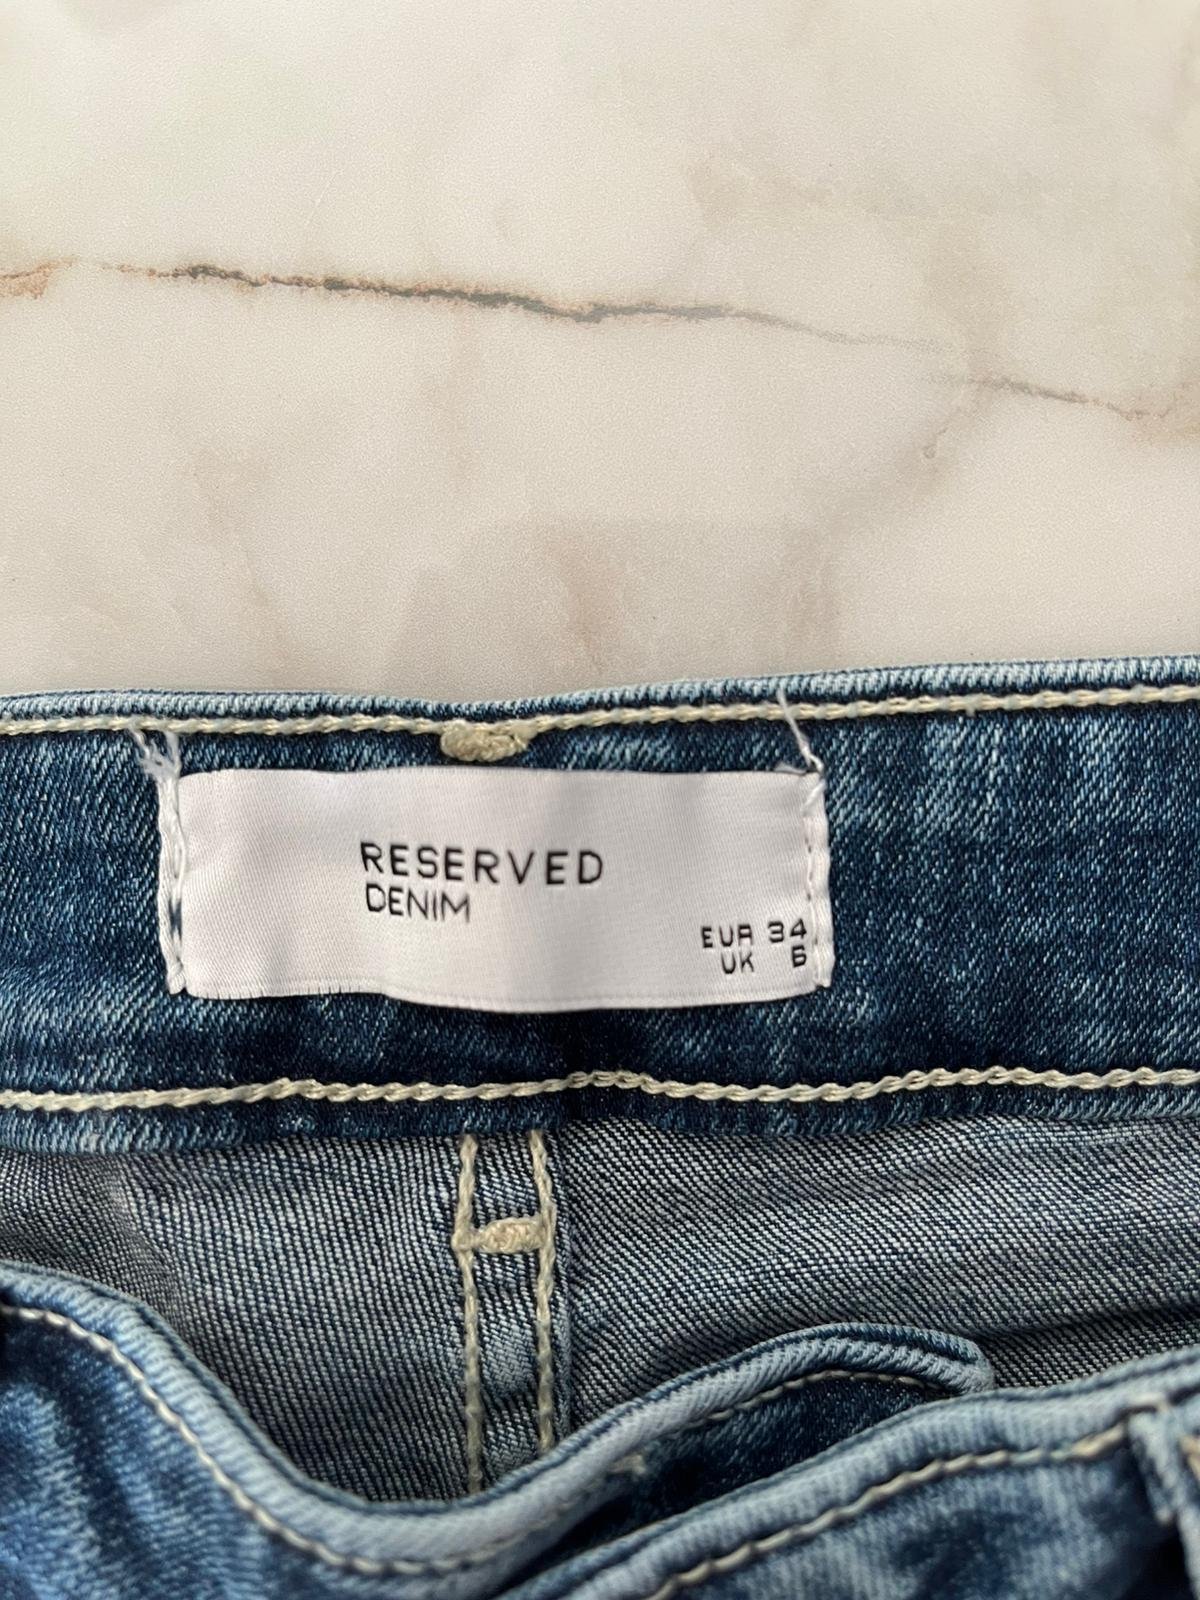 RESERVED
DENIM
EUR 34
UK 6